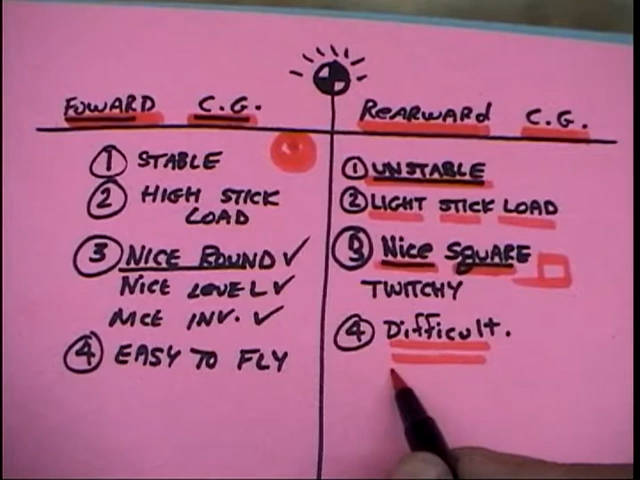 FOWARD C.G.
① STABLE
② HIGH STICK
LOAD
③ NICE ROUND ✓
NICE LEVEL ✓
MCE INV. ✓
④ EASY TO FLY
REARWARD C.G.
① UNSTABLE
② LIGHT STICK LOAD
③ Nice SQUARE
TWITCHY
④ Difficult.